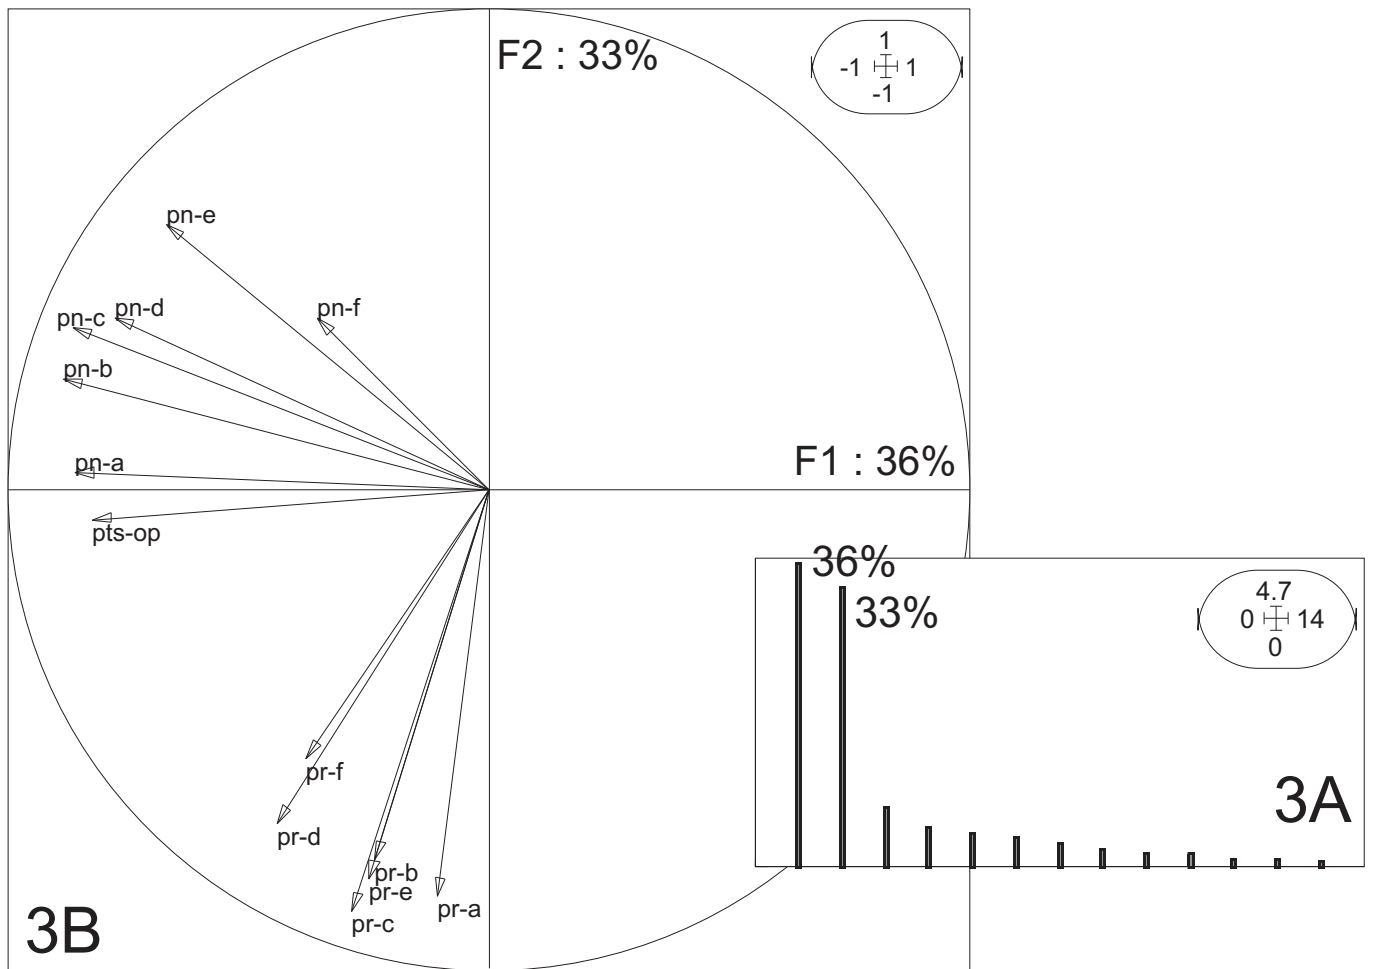 F2 : 33%
1
-1 1
-1
pn-e
pn-f
pn-d
pn-c
pn-b
pn-a
F1 : 36%
pts-op
36%
33%
4.7
0 14
0
pr-f
pr-d
pr-b
pr-e
pr-a
pr-c
3A
3B